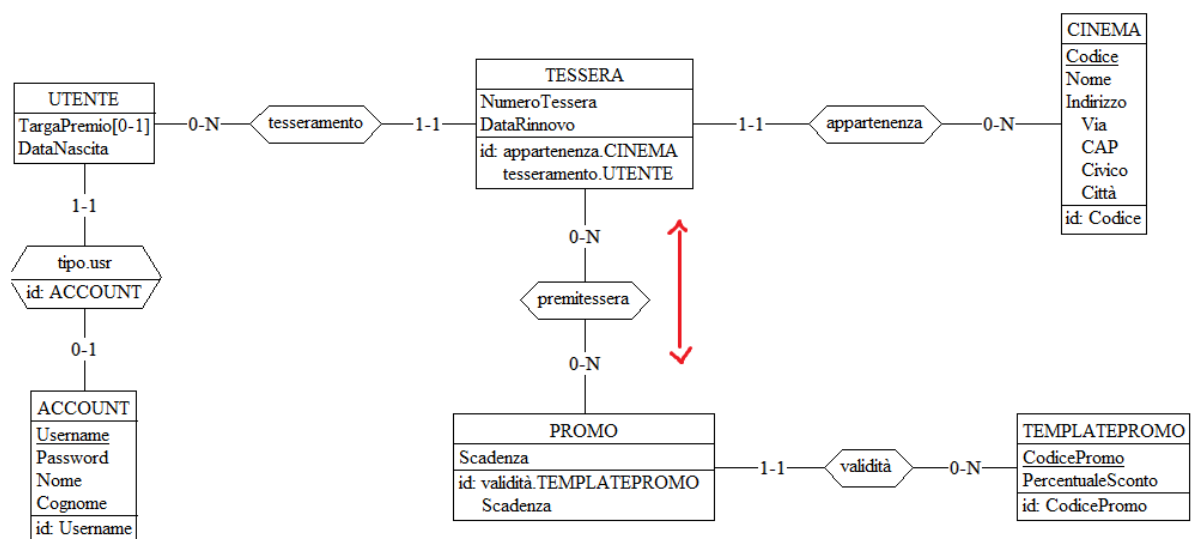 UTENTE
TargaPremio[0-1]
DataNascita
0-N
tesseramento
1-1
TESSERA
NumeroTessera
DataRinnovo
id: appartenenza.CINEMA
tesseramento.UTENTE
1-1
appartenenza
0-N
CINEMA
Codice
Nome
Indirizzo
Via
CAP
Civico
Città
id: Codice
1-1
tipo.usr
id: ACCOUNT
0-1
ACCOUNT
Username
Password
Nome
Cognome
id: Username
0-N
premitessera
0-N
PROMO
Scadenza
id: validità.TEMPLATEPROMO
Scadenza
1-1
validità
0-N
TEMPLATEPROMO
CodicePromo
PercentualeSconto
id: CodicePromo